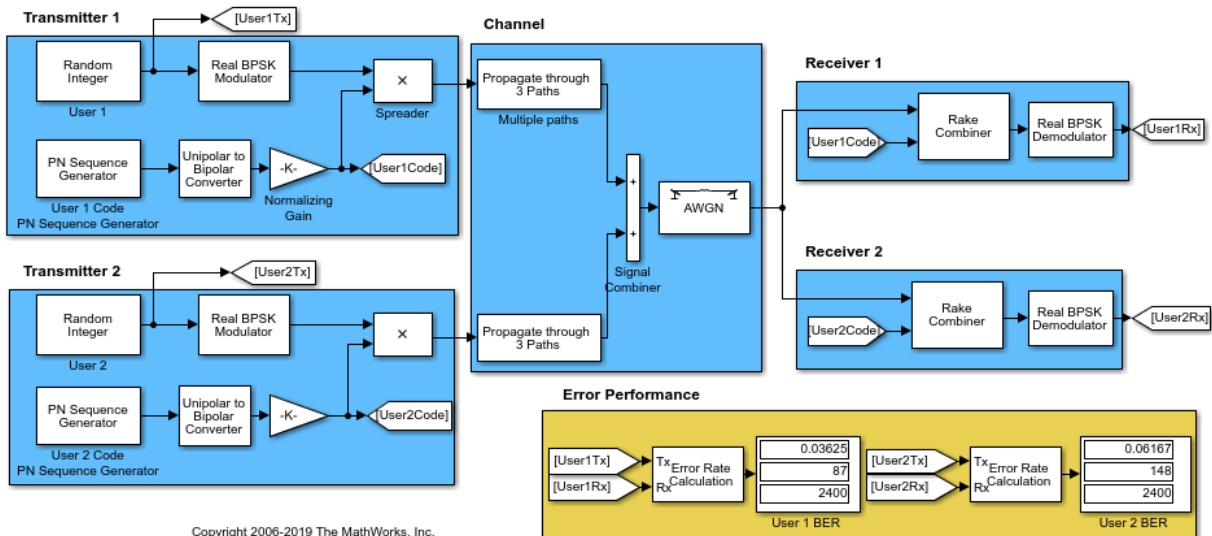 Transmitter 1
[User1Tx]
Random
Integer
User 1
Real BPSK
Modulator
×
Spreader
PN Sequence
Generator
User 1 Code
PN Sequence Generator
Unipolar to
Bipolar
Converter
-K-
Normalizing
Gain
[User1Code]
Transmitter 2
[User2Tx]
Random
Integer
User 2
Real BPSK
Modulator
×
PN Sequence
Generator
User 2 Code
PN Sequence Generator
Unipolar to
Bipolar
Converter
-K-
[User2Code]
Channel
Propagate through
3 Paths
Multiple paths
+
+
Signal
Combiner
AWGN
Propagate through
3 Paths
Receiver 1
[User1Code]
Rake
Combiner
Real BPSK
Demodulator
[User1Rx]
Receiver 2
[User2Code]
Rake
Combiner
Real BPSK
Demodulator
[User2Rx]
Error Performance
[User1Tx]
[User1Rx]
Tx
Rx
Error Rate
Calculation
0.03625
87
2400
User 1 BER
[User2Tx]
[User2Rx]
Tx
Rx
Error Rate
Calculation
0.06167
148
2400
User 2 BER
Copyright 2006-2019 The MathWorks, Inc.